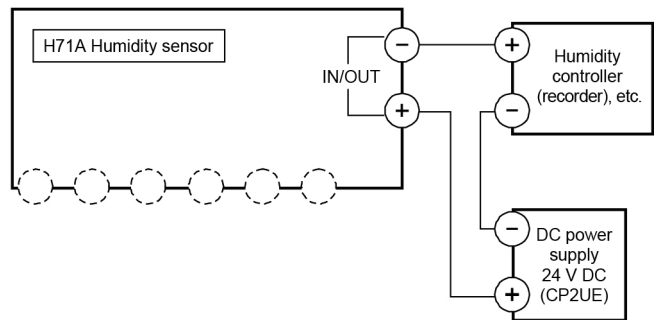 H71A Humidity sensor
IN/OUT
−
+
+
−
Humidity
controller
(recorder), etc.
−
+
DC power
supply
24 V DC
(CP2UE)